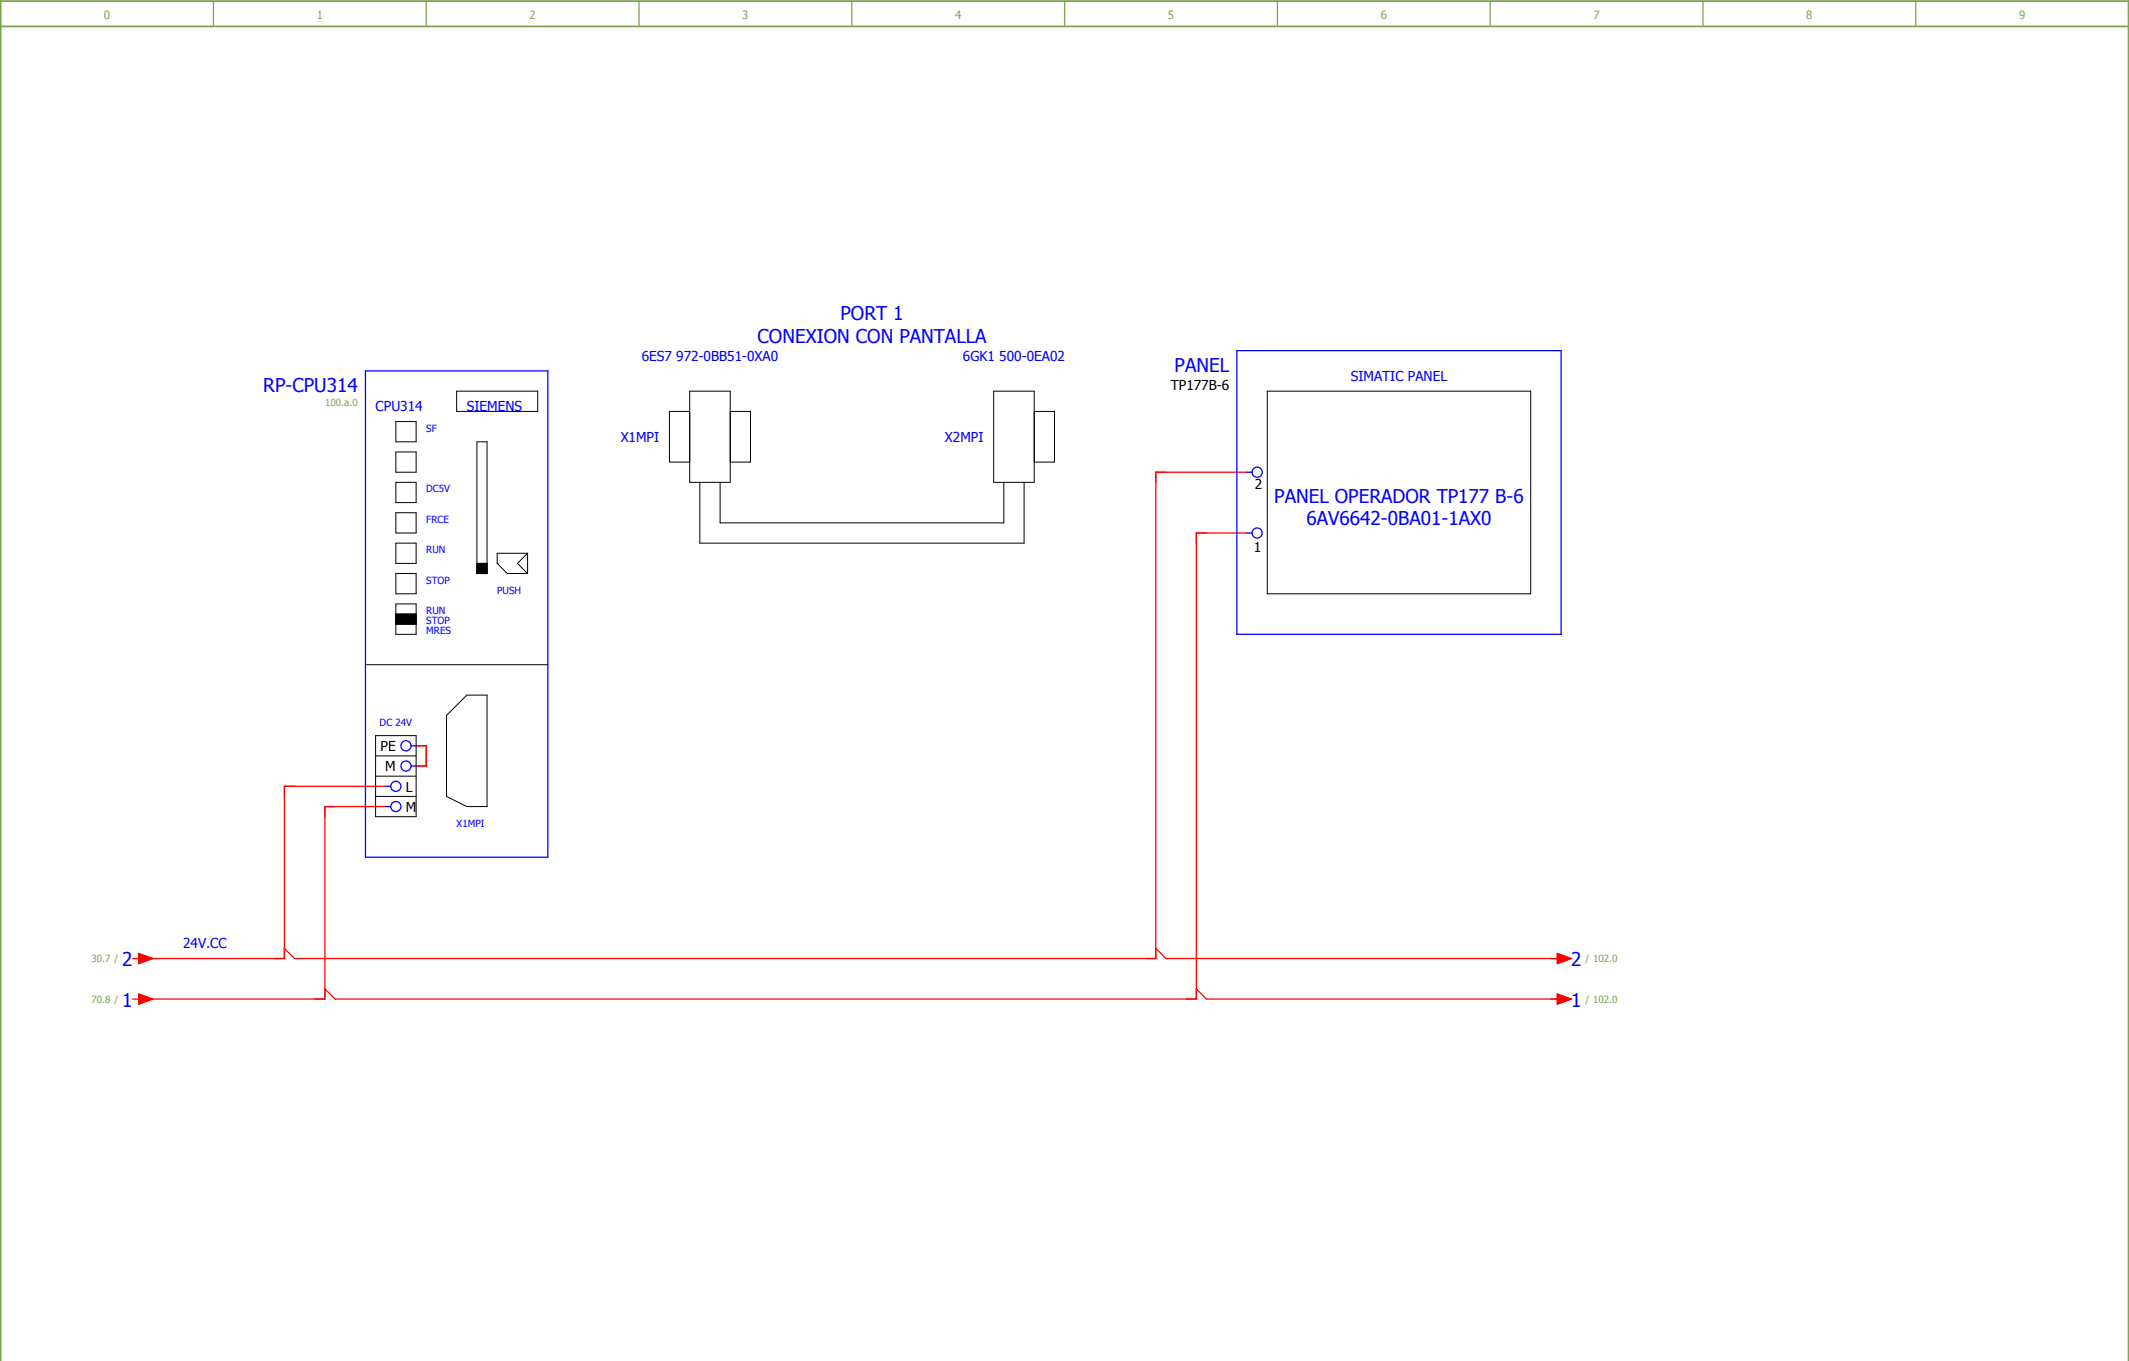 0 1 2 3 4 5 6 7 8 9
PORT 1
CONEXION CON PANTALLA
6ES7 972-0BB51-0XA0
6GK1 500-0EA02
X1MPI
X2MPI
RP-CPU314
100.a.0
CPU314
SIEMENS
SF
DC5V
FRCE
RUN
STOP
RUN
STOP
MRES
PUSH
DC 24V
PE
M
L
M
X1MPI
PANEL
TP177B-6
SIMATIC PANEL
2
PANEL OPERADOR TP177 B-6
6AV6642-0BA01-1AX0
1
24V.CC
30.7 / 2
2 / 102.0
70.8 / 1
1 / 102.0